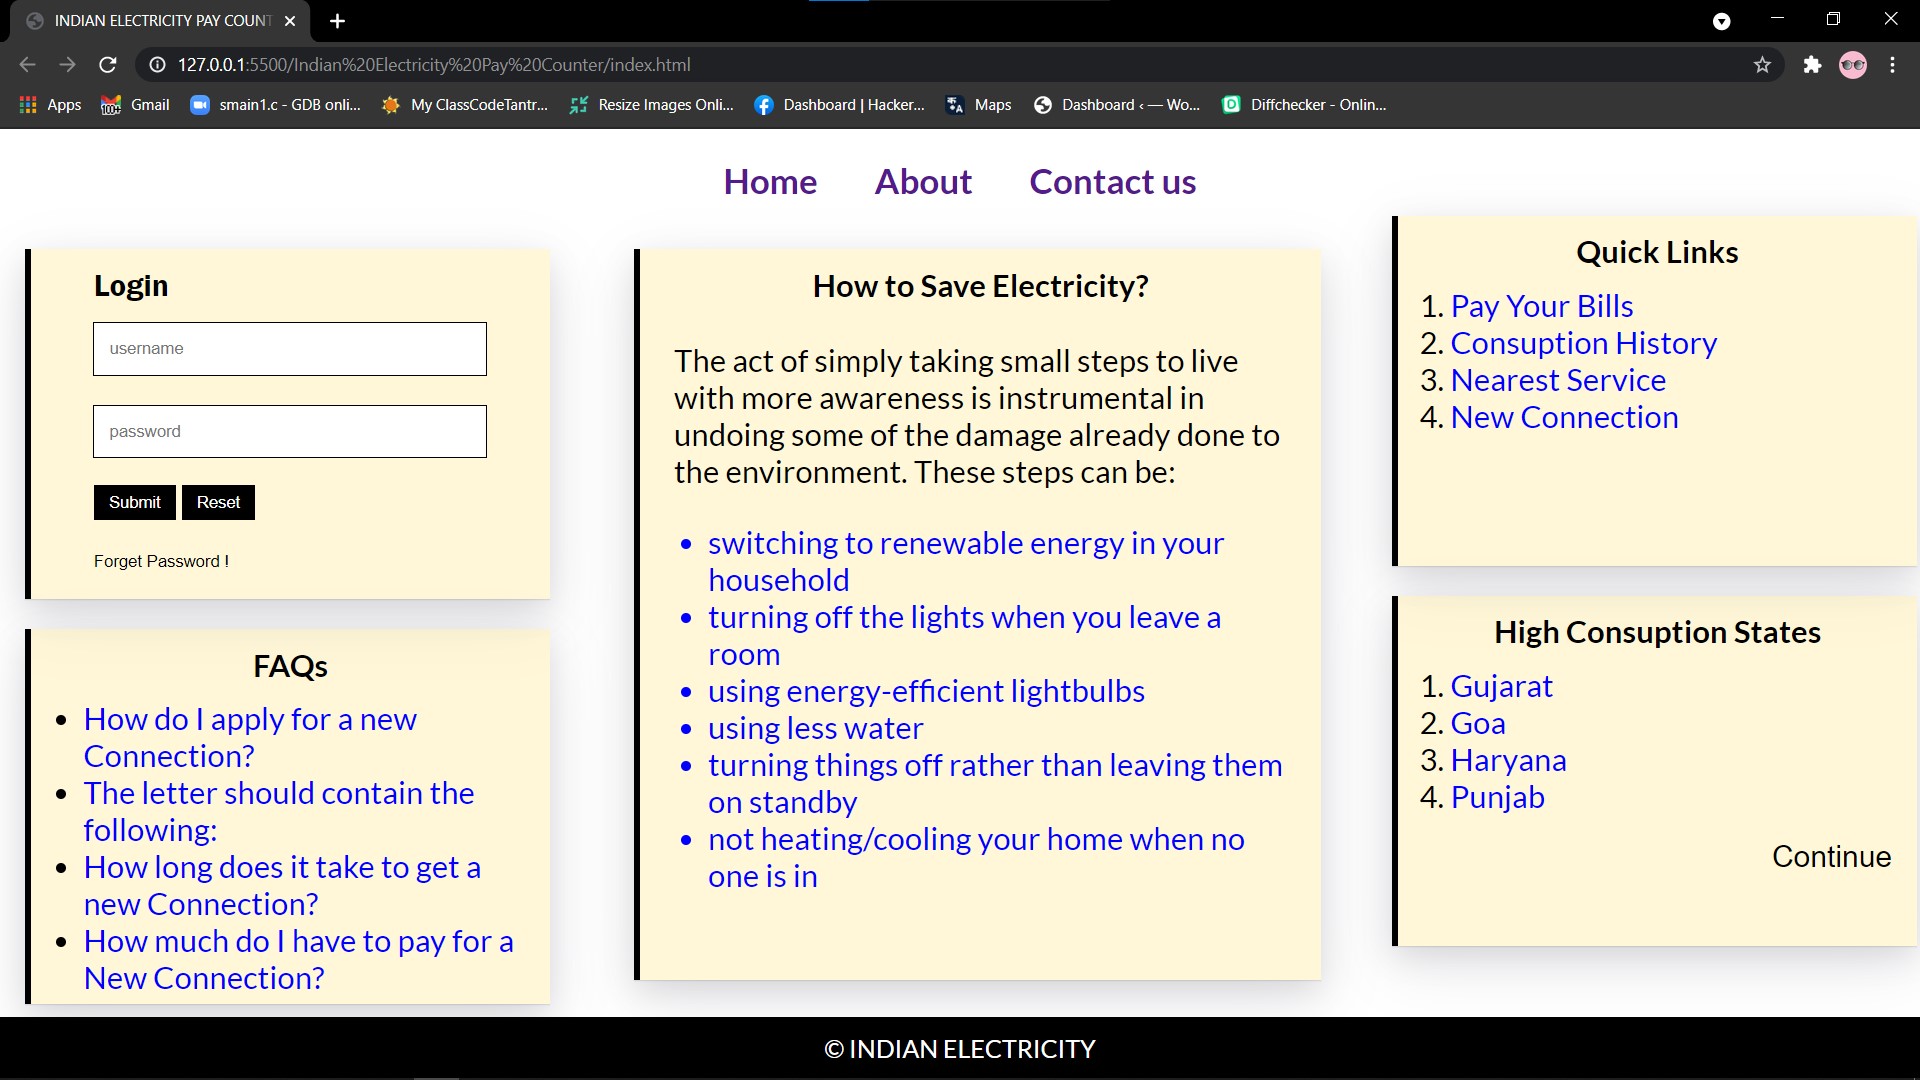 INDIAN ELECTRICITY PAY COUNT
127.0.0.1:5500/Indian%20Electricity%20Pay%20Counter/index.html
Apps
Gmail
smain1.c - GDB onli...
My ClassCodeTantr...
Resize Images Onli...
Dashboard | Hacker...
Maps
Dashboard ‹ — Wo...
Diffchecker - Onlin...
Home
About
Contact us
Login
username
password
Submit
Reset
Forget Password !
FAQs
• How do I apply for a new
Connection?
• The letter should contain the
following:
• How long does it take to get a
new Connection?
• How much do I have to pay for a
New Connection?
How to Save Electricity?
The act of simply taking small steps to live
with more awareness is instrumental in
undoing some of the damage already done to
the environment. These steps can be:
• switching to renewable energy in your
household
• turning off the lights when you leave a
room
• using energy-efficient lightbulbs
• using less water
• turning things off rather than leaving them
on standby
• not heating/cooling your home when no
one is in
Quick Links
1. Pay Your Bills
2. Consuption History
3. Nearest Service
4. New Connection
High Consuption States
1. Gujarat
2. Goa
3. Haryana
4. Punjab
Continue
© INDIAN ELECTRICITY